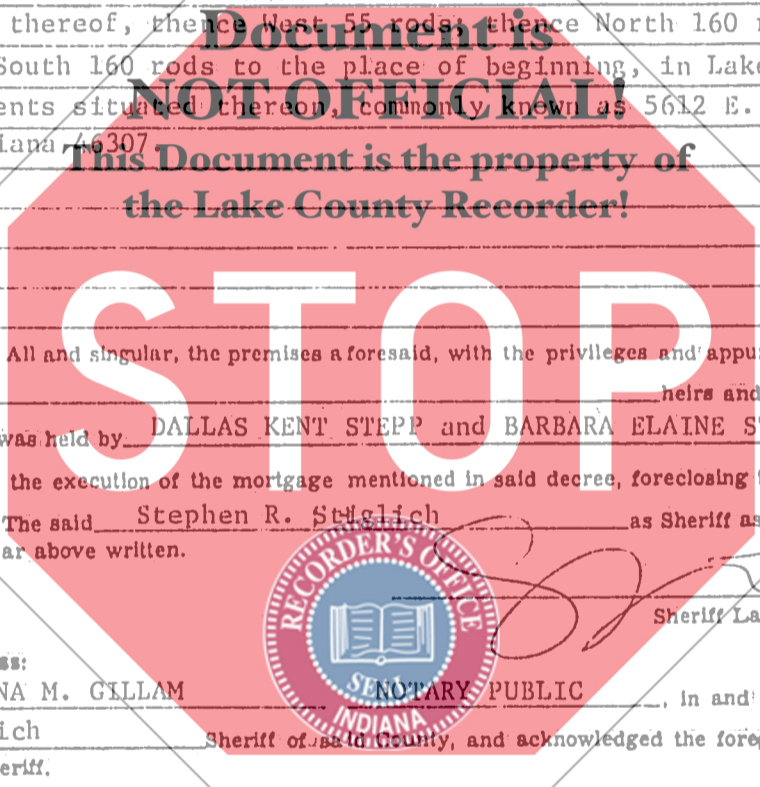 thereof, thence West 55 rods; thence North 160
Document is
South 160 rods to the place of beginning, in Lake
NOT OFFICIAL!
ents situated thereon, commonly known as 5612 E.
iana 46307.
This Document is the property of
the Lake County Recorder!
STOP
All and singular, the premises aforesaid, with the privileges and appu
heirs and
was held by DALLAS KENT STEPP and BARBARA ELAINE S
the execution of the mortgage mentioned in said decree, foreclosing
The said Stephen R. Stiglich as Sheriff as
ar above written.
RECORDER'S OFFICE
Sheriff La
ss:
SEAL
NA M. GILLAM NOTARY PUBLIC, in and
INDIANA
ich Sheriff of said County, and acknowledged the fore
eriff.